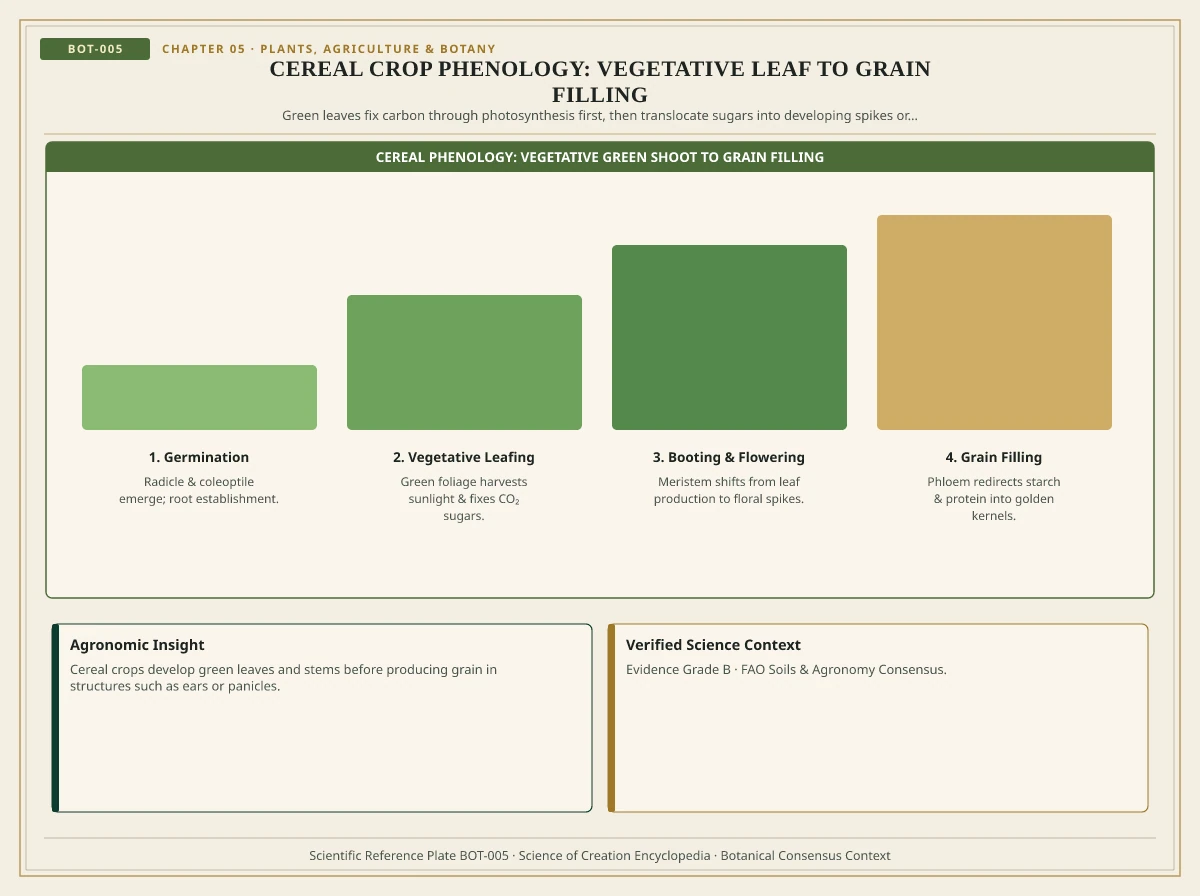 BOT-005
CHAPTER 05 · PLANTS, AGRICULTURE & BOTANY
CEREAL CROP PHENOLOGY: VEGETATIVE LEAF TO GRAIN
FILLING
Green leaves fix carbon through photosynthesis first, then translocate sugars into developing spikes or...
CEREAL PHENOLOGY: VEGETATIVE GREEN SHOOT TO GRAIN FILLING
1. Germination
Radicle & coleoptile
emerge; root establishment.
2. Vegetative Leafing
Green foliage harvests
sunlight & fixes CO₂
sugars.
3. Booting & Flowering
Meristem shifts from leaf
production to floral spikes.
4. Grain Filling
Phloem redirects starch
& protein into golden
kernels.
Agronomic Insight
Cereal crops develop green leaves and stems before producing grain in
structures such as ears or panicles.
Verified Science Context
Evidence Grade B · FAO Soils & Agronomy Consensus.
Scientific Reference Plate BOT-005 · Science of Creation Encyclopedia · Botanical Consensus Context